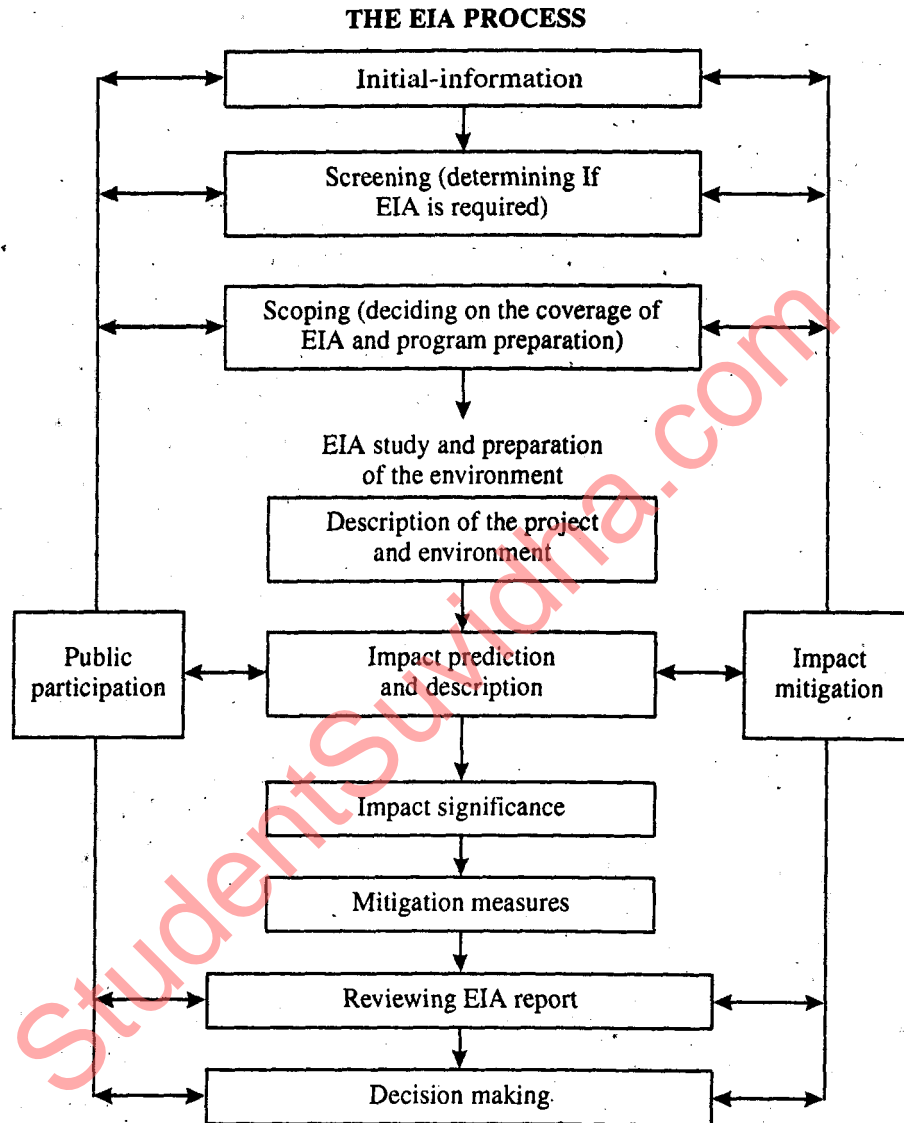 THE EIA PROCESS
Initial-information
Screening (determining If
EIA is required)
Scoping (deciding on the coverage of
EIA and program preparation)
EIA study and preparation
of the environment
Description of the project
and environment
Public
participation
Impact prediction
and description
Impact
mitigation
Impact significance
Mitigation measures
Reviewing EIA report
Decision making
StudentSuvidha.com